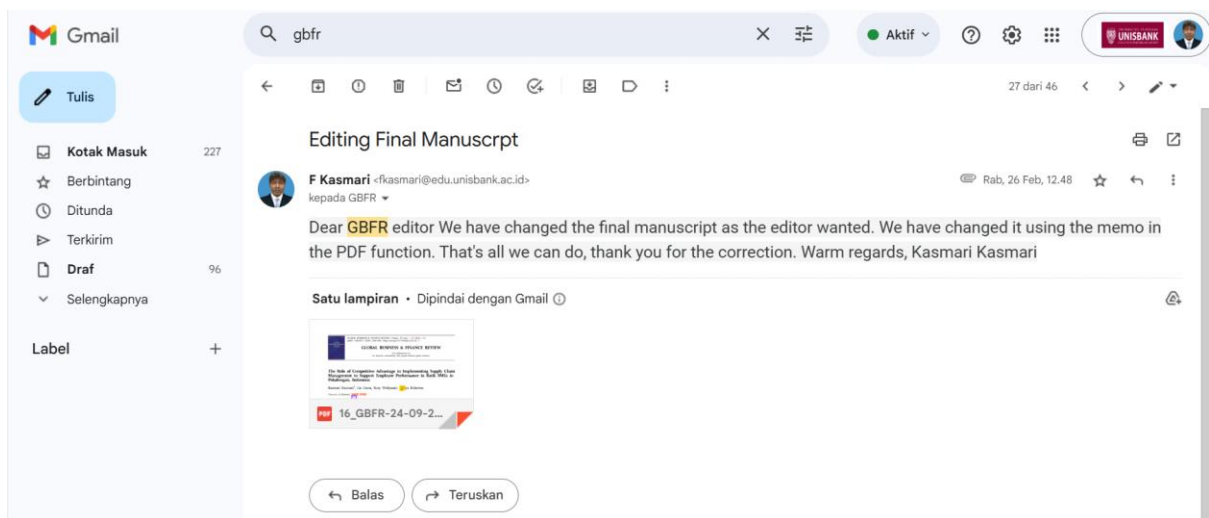 Gmail
gbfr
Aktif
UNISBANK
Tulis
27 dari 46
Kotak Masuk 227
Berbintang
Ditunda
Terkirim
Draf 96
Selengkapnya
Label
Editing Final Manuscrpt
F Kasmari <fkasmari@edu.unisbank.ac.id>
Rab, 26 Feb, 12.48
kepada GBFR
Dear GBFR editor We have changed the final manuscript as the editor wanted. We have changed it using the memo in
the PDF function. That's all we can do, thank you for the correction. Warm regards, Kasmari Kasmari
Satu lampiran • Dipindai dengan Gmail
GLOBAL BUSINESS & FINANCE REVIEW
The Role of Competitive Advantage in Implementing Supply Chain
Management to Support Employee Performance in Batik SMEs in
Pekalongan, Indonesia
PDF 16_GBFR-24-09-2...
Balas
Teruskan